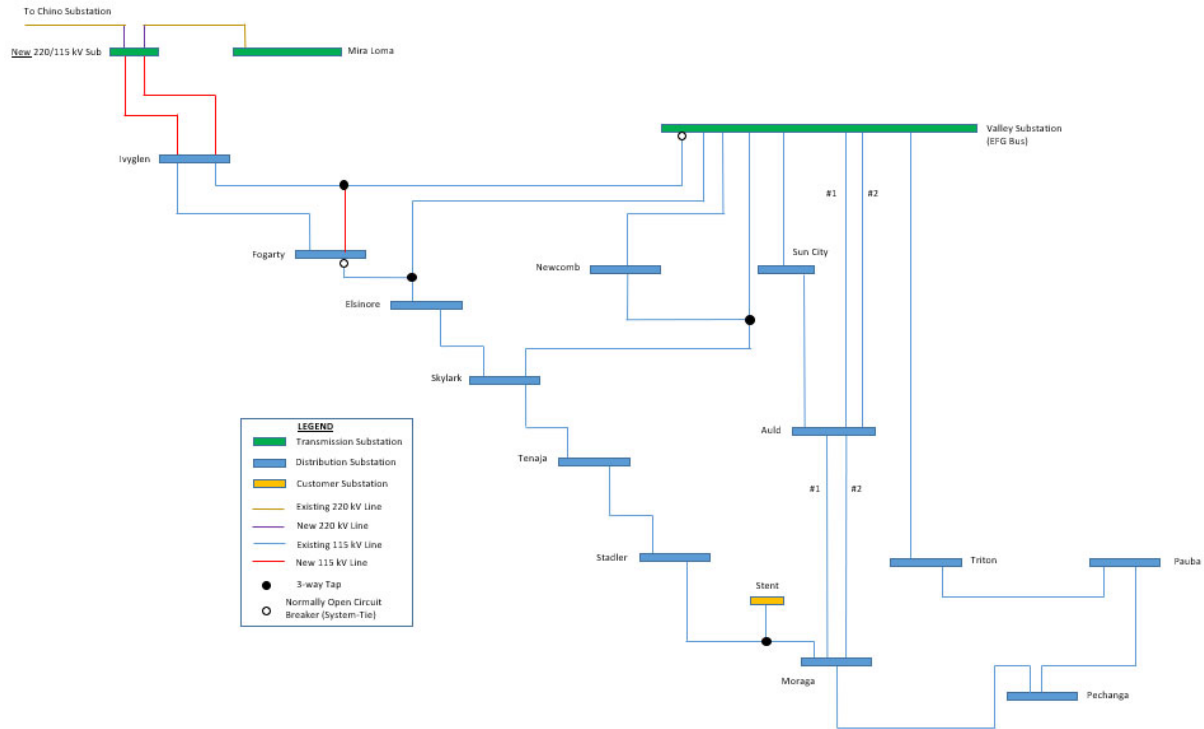 To Chino Substation
New 220/115 kV Sub
Mira Loma
Valley Substation
(EFG Bus)
Ivyglen
#1
#2
Fogarty
Newcomb
Sun City
Elsinore
Skylark
Auld
LEGEND
Transmission Substation
Distribution Substation
Customer Substation
Existing 220 kV Line
New 220 kV Line
Existing 115 kV Line
New 115 kV Line
3-way Tap
Normally Open Circuit
Breaker (System-Tie)
Tenaja
#1
#2
Stadler
Stent
Triton
Pauba
Moraga
Pechanga